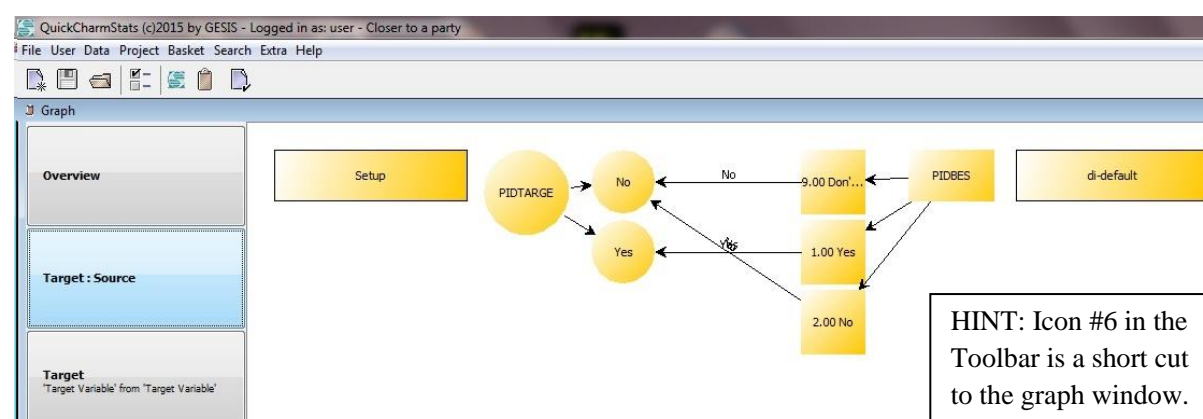 QuickCharmStats (c)2015 by GESIS - Logged in as: user - Closer to a party
File User Data Project Basket Search Extra Help
Graph
Overview
Setup
PIDTARGE
No
No
9.00 Don'...
PIDBES
di-default
Yes
1.00 Yes
Target : Source
2.00 No
HINT: Icon #6 in the
Toolbar is a short cut
to the graph window.
Target
'Target Variable' from 'Target Variable'